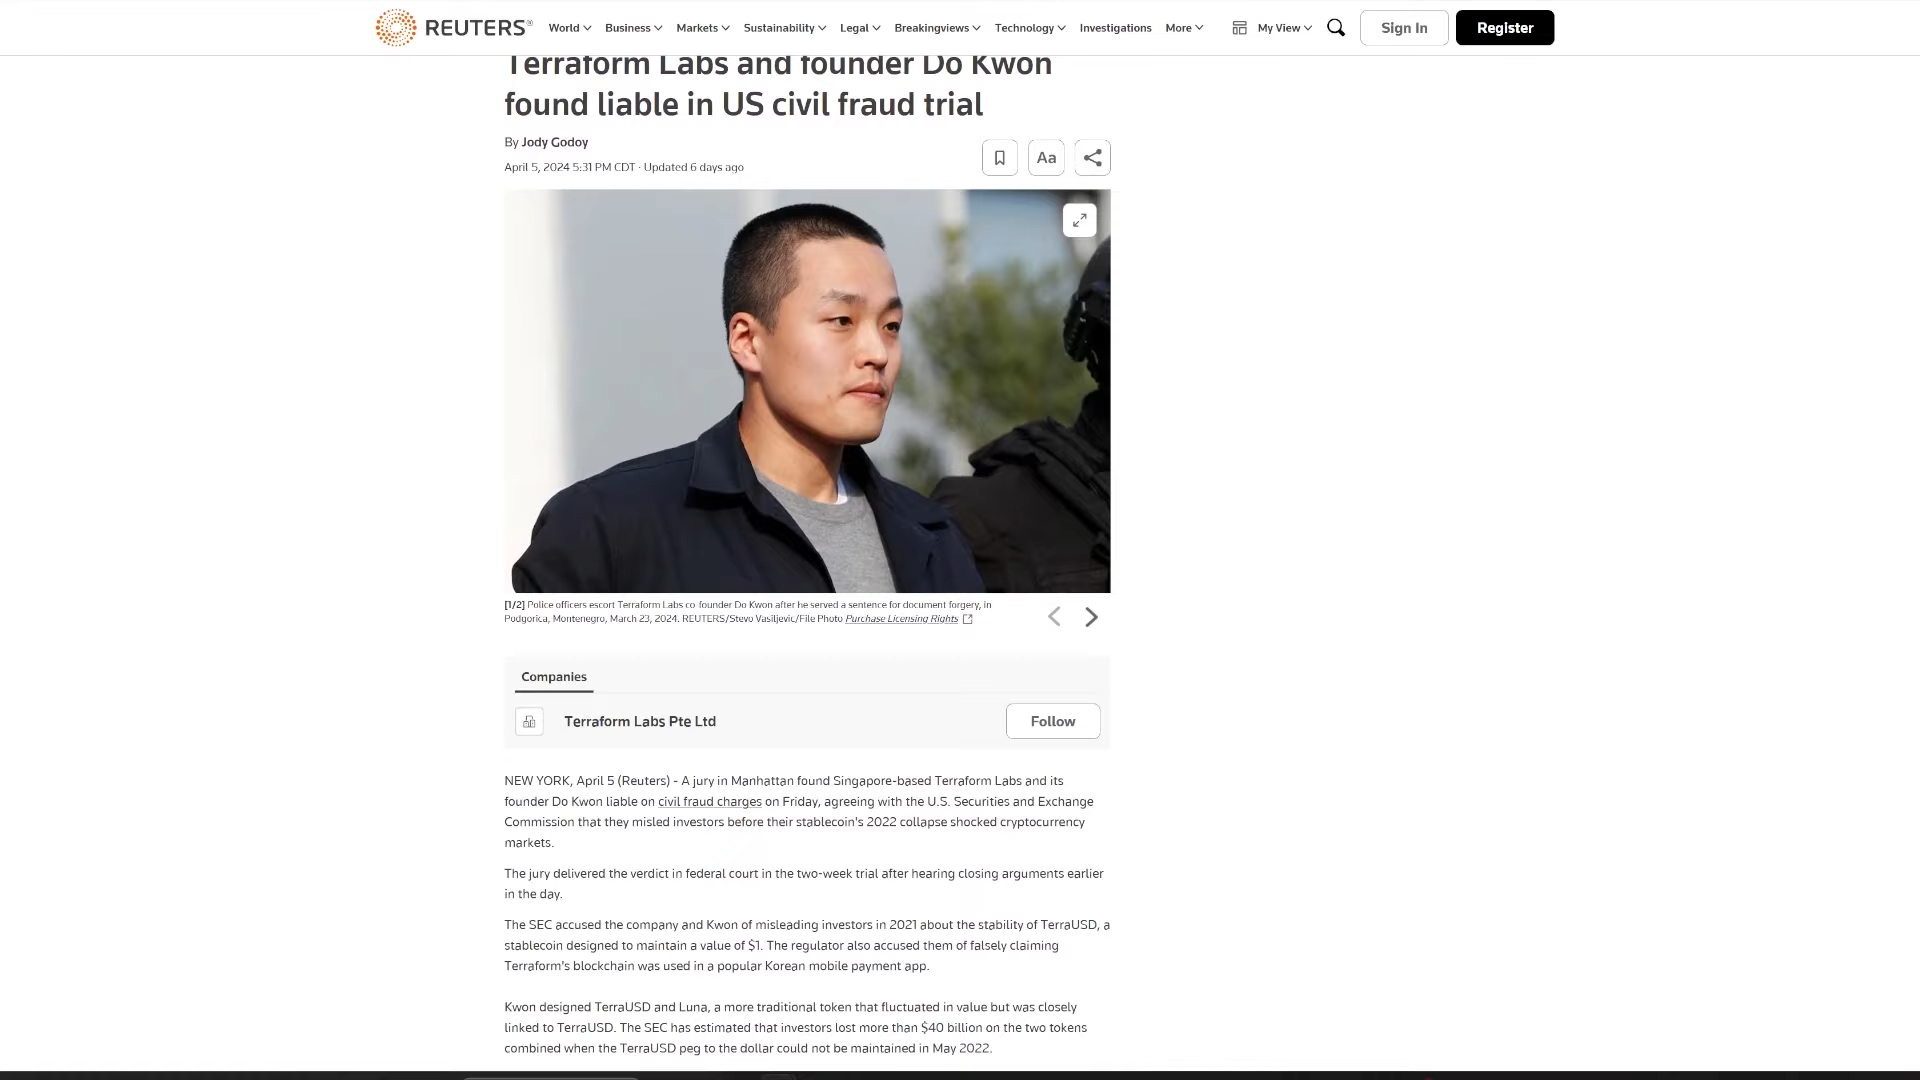 REUTERS®
World Business Markets Sustainability Legal Breakingviews Technology Investigations More My View Sign In Register
Terraform Labs and founder Do Kwon
found liable in US civil fraud trial
By Jody Godoy
April 5, 2024 5:31 PM CDT · Updated 6 days ago
Aa
[1/2] Police officers escort Terraform Labs co founder Do Kwon after he served a sentence for document forgery, in
Podgorica, Montenegro, March 23, 2024. REUTERS/Stevo Vasiljevic/File Photo Purchase Licensing Rights
Companies
Terraform Labs Pte Ltd
Follow
NEW YORK, April 5 (Reuters) - A jury in Manhattan found Singapore-based Terraform Labs and its
founder Do Kwon liable on civil fraud charges on Friday, agreeing with the U.S. Securities and Exchange
Commission that they misled investors before their stablecoin's 2022 collapse shocked cryptocurrency
markets.
The jury delivered the verdict in federal court in the two-week trial after hearing closing arguments earlier
in the day.
The SEC accused the company and Kwon of misleading investors in 2021 about the stability of TerraUSD, a
stablecoin designed to maintain a value of $1. The regulator also accused them of falsely claiming
Terraform's blockchain was used in a popular Korean mobile payment app.
Kwon designed TerraUSD and Luna, a more traditional token that fluctuated in value but was closely
linked to TerraUSD. The SEC has estimated that investors lost more than $40 billion on the two tokens
combined when the TerraUSD peg to the dollar could not be maintained in May 2022.